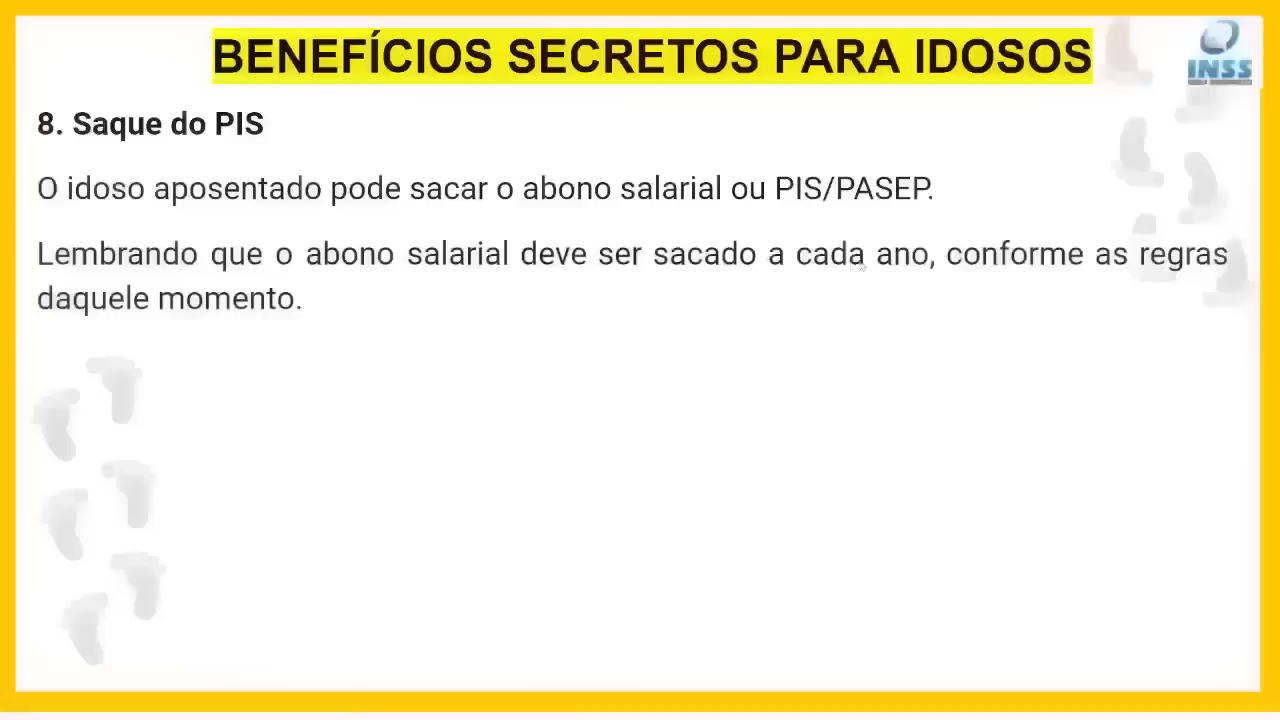 BENEFÍCIOS SECRETOS PARA IDOSOS
INSS
8. Saque do PIS
O idoso aposentado pode sacar o abono salarial ou PIS/PASEP.
Lembrando que o abono salarial deve ser sacado a cada ano, conforme as regras
daquele momento.